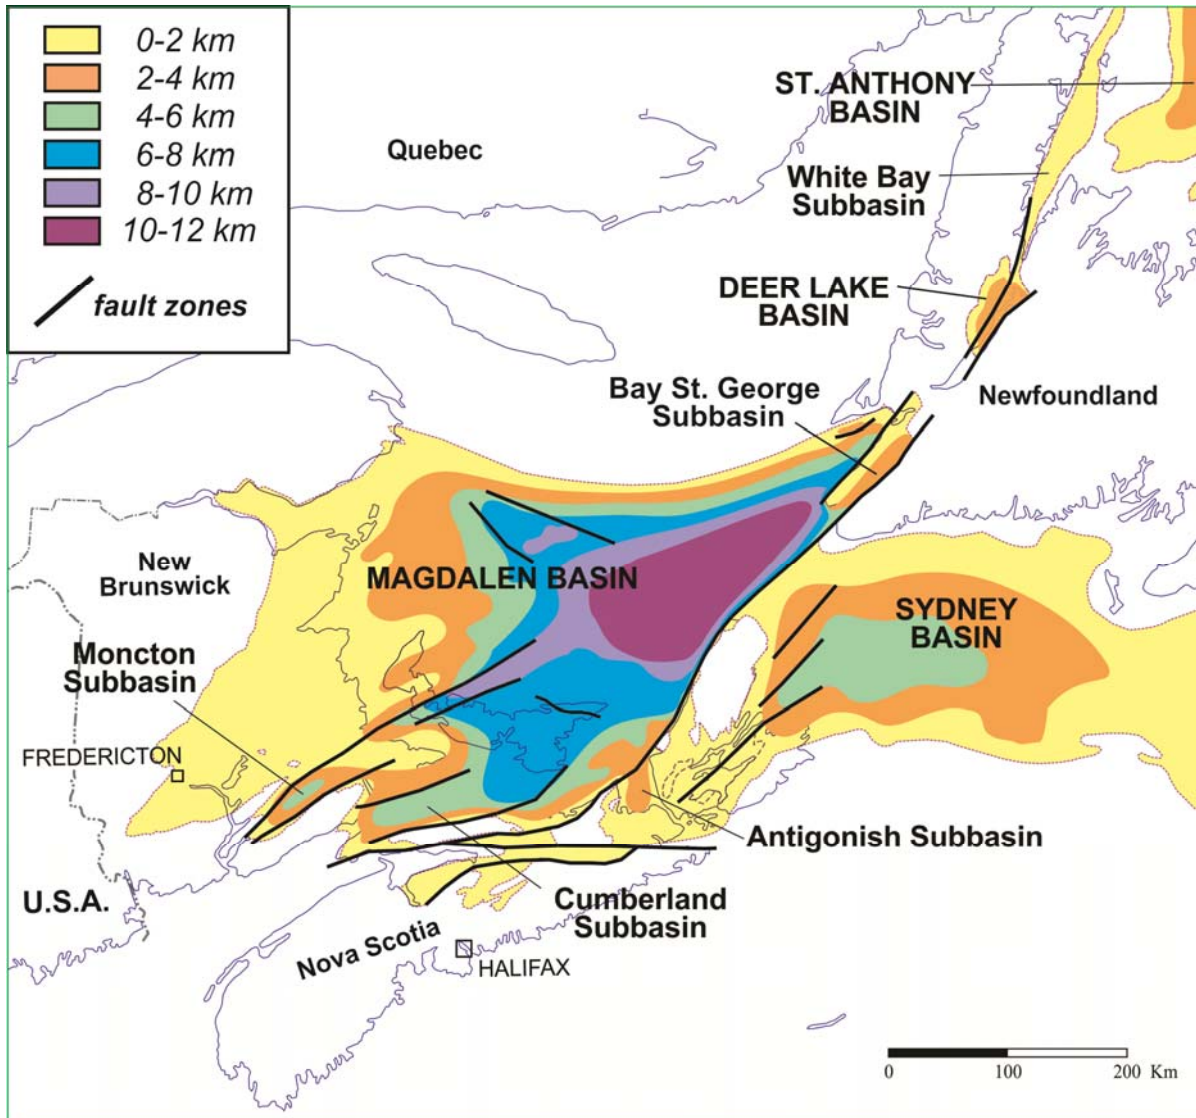 0-2 km
2-4 km
4-6 km
6-8 km
8-10 km
10-12 km
fault zones
Quebec
ST. ANTHONY
BASIN
White Bay
Subbasin
DEER LAKE
BASIN
Bay St. George
Subbasin
Newfoundland
New
Brunswick
MAGDALEN BASIN
SYDNEY
BASIN
Moncton
Subbasin
FREDERICTON
Antigonish Subbasin
U.S.A.
Cumberland
Subbasin
Nova Scotia
HALIFAX
0 100 200 Km